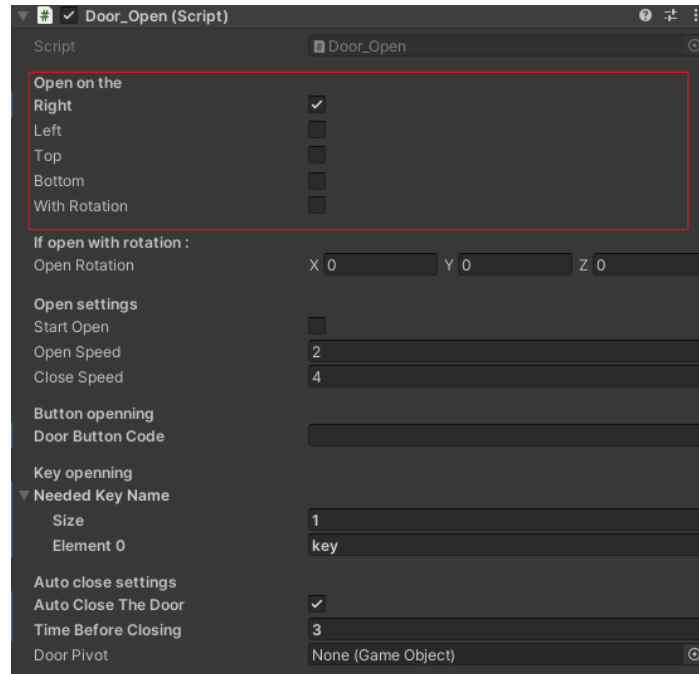 Door_Open (Script)
Script Door_Open
Open on the
Right
Left
Top
Bottom
With Rotation
If open with rotation :
Open Rotation X 0 Y 0 Z 0
Open settings
Start Open
Open Speed 2
Close Speed 4
Button openning
Door Button Code
Key openning
Needed Key Name
Size 1
Element 0 key
Auto close settings
Auto Close The Door
Time Before Closing 3
Door Pivot None (Game Object)